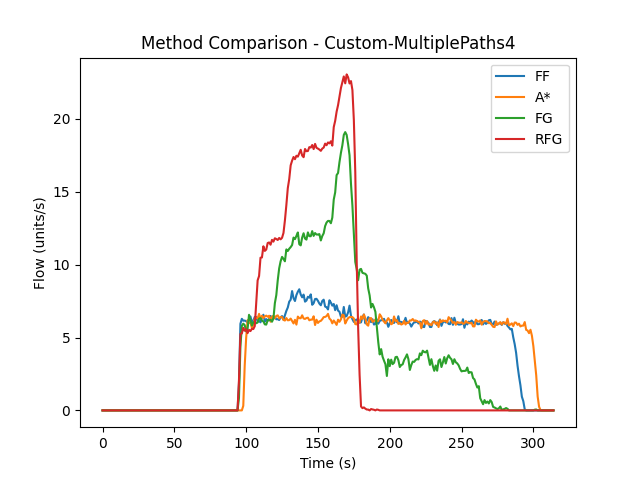 Method Comparison - Custom-MultiplePaths4
FF
A*
FG
RFG
Flow (units/s)
20
15
10
5
0
0 50 100 150 200 250 300
Time (s)